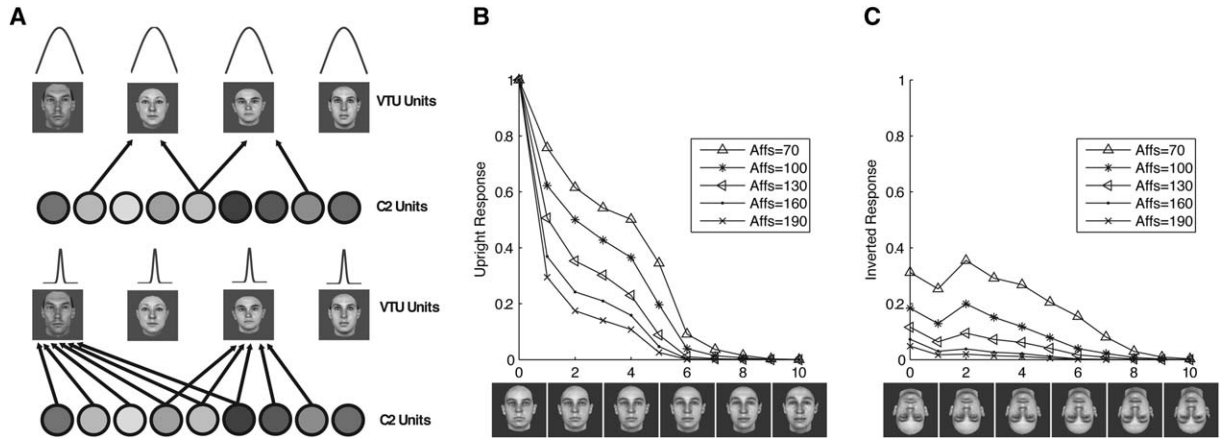 A
VTU Units
C2 Units
VTU Units
C2 Units
B
Upright Response
1
0.8
0.6
0.4
0.2
0
0 2 4 6 8 10
Affs=70
Affs=100
Affs=130
Affs=160
Affs=190
C
Inverted Response
1
0.8
0.6
0.4
0.2
0
0 2 4 6 8 10
Affs=70
Affs=100
Affs=130
Affs=160
Affs=190